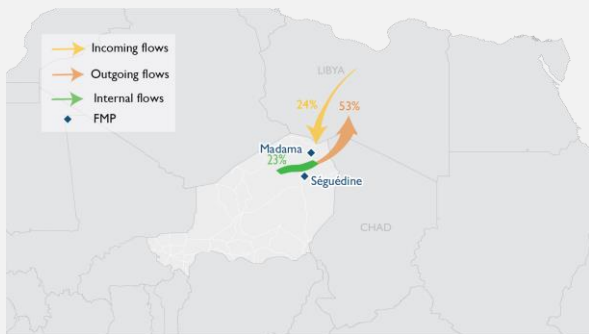 Incoming flows
Outgoing flows
Internal flows
FMP
LIBYA
24%
53%
Madama
23%
Séguédine
CHAD